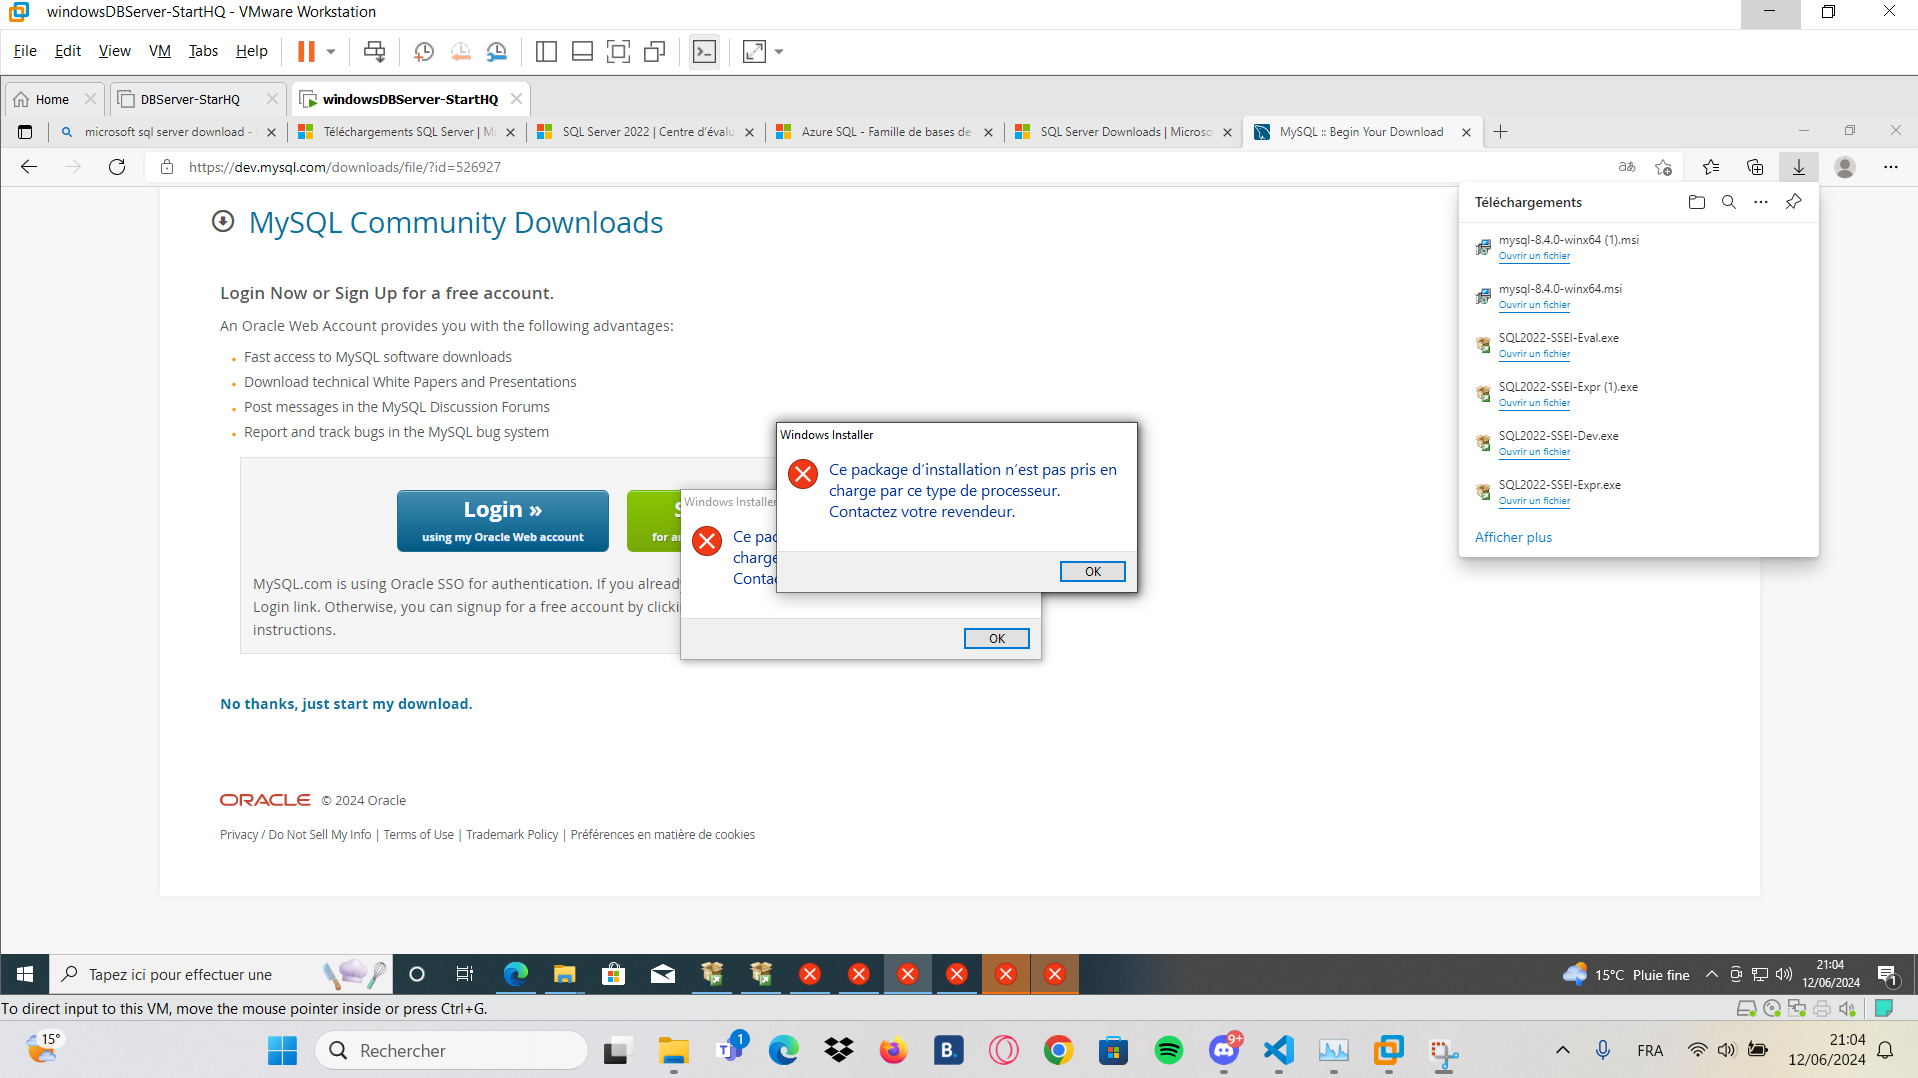 windowsDBServer-StartHQ - VMware Workstation
File Edit View VM Tabs Help
Home DBServer-StarHQ windowsDBServer-StartHQ
microsoft sql server download - Téléchargements SQL Server | Mi SQL Server 2022 | Centre d'évalu Azure SQL - Famille de bases de SQL Server Downloads | Microso MySQL :: Begin Your Download
https://dev.mysql.com/downloads/file/?id=526927
Téléchargements
mysql-8.4.0-winx64 (1).msi
Ouvrir un fichier
mysql-8.4.0-winx64.msi
Ouvrir un fichier
SQL2022-SSEI-Eval.exe
Ouvrir un fichier
SQL2022-SSEI-Expr (1).exe
Ouvrir un fichier
SQL2022-SSEI-Dev.exe
Ouvrir un fichier
SQL2022-SSEI-Expr.exe
Ouvrir un fichier
Afficher plus
MySQL Community Downloads
Login Now or Sign Up for a free account.
An Oracle Web Account provides you with the following advantages:
Fast access to MySQL software downloads
Download technical White Papers and Presentations
Post messages in the MySQL Discussion Forums
Report and track bugs in the MySQL bug system
Windows Installer
Ce package d'installation n'est pas pris en
charge par ce type de processeur.
Contactez votre revendeur.
OK
Windows Installer
Ce pac
charge
Conta
OK
Login »
using my Oracle Web account
S
for an
MySQL.com is using Oracle SSO for authentication. If you already
Login link. Otherwise, you can signup for a free account by clicki
instructions.
No thanks, just start my download.
ORACLE © 2024 Oracle
Privacy / Do Not Sell My Info | Terms of Use | Trademark Policy | Préférences en matière de cookies
Tapez ici pour effectuer une
15°C Pluie fine
21:04
12/06/2024
1
To direct input to this VM, move the mouse pointer inside or press Ctrl+G.
15°
Rechercher
1
B.
9+
FRA
21:04
12/06/2024